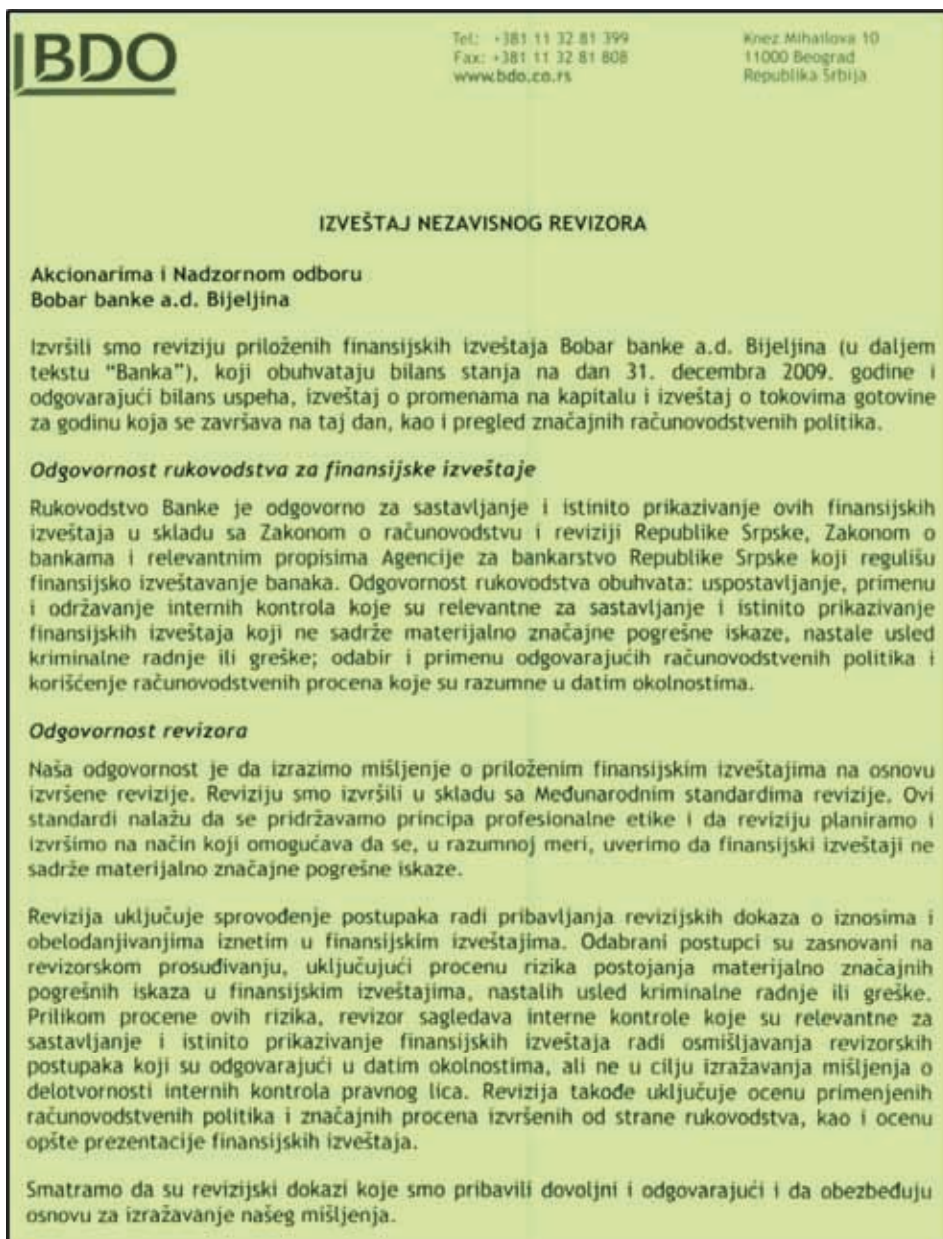 BDO
Tel: +381 11 32 81 399
Fax: +381 11 32 81 808
www.bdo.co.rs
Knez Mihailova 10
11000 Beograd
Republika Srbija
IZVEŠTAJ NEZAVISNOG REVIZORA
Akcionarima i Nadzornom odboru
Bobar banke a.d. Bijeljina
Izvršili smo reviziju priloženih finansijskih izveštaja Bobar banke a.d. Bijeljina (u daljem
tekstu “Banka”), koji obuhvataju bilans stanja na dan 31. decembra 2009. godine i
odgovarajući bilans uspeha, izveštaj o promenama na kapitalu i izveštaj o tokovima gotovine
za godinu koja se završava na taj dan, kao i pregled značajnih računovodstvenih politika.
Odgovornost rukovodstva za finansijske izveštaje
Rukovodstvo Banke je odgovorno za sastavljanje i istinito prikazivanje ovih finansijskih
izveštaja u skladu sa Zakonom o računovodstvu i reviziji Republike Srpske, Zakonom o
bankama i relevantnim propisima Agencije za bankarstvo Republike Srpske koji regulišu
finansijsko izveštavanje banaka. Odgovornost rukovodstva obuhvata: uspostavljanje, primenu
i održavanje internih kontrola koje su relevantne za sastavljanje i istinito prikazivanje
finansijskih izveštaja koji ne sadrže materijalno značajne pogrešne iskaze, nastale usled
kriminalne radnje ili greške; odabir i primenu odgovarajućih računovodstvenih politika i
korišćenje računovodstvenih procena koje su razumne u datim okolnostima.
Odgovornost revizora
Naša odgovornost je da izrazimo mišljenje o priloženim finansijskim izveštajima na osnovu
izvršene revizije. Reviziju smo izvršili u skladu sa Međunarodnim standardima revizije. Ovi
standardi nalažu da se pridržavamo principa profesionalne etike i da reviziju planiramo i
izvršimo na način koji omogućava da se, u razumnoj meri, uverimo da finansijski izveštaji ne
sadrže materijalno značajne pogrešne iskaze.
Revizija uključuje sprovođenje postupaka radi pribavljanja revizijskih dokaza o iznosima i
obelodanjivanjima iznetim u finansijskim izveštajima. Odabrani postupci su zasnovani na
revizorskom prosuđivanju, uključujući procenu rizika postojanja materijalno značajnih
pogrešnih iskaza u finansijskim izveštajima, nastalih usled kriminalne radnje ili greške.
Prilikom procene ovih rizika, revizor sagledava interne kontrole koje su relevantne za
sastavljanje i istinito prikazivanje finansijskih izveštaja radi osmišljavanja revizorskih
postupaka koji su odgovarajući u datim okolnostima, ali ne u cilju izražavanja mišljenja o
delotvornosti internih kontrola pravnog lica. Revizija takođe uključuje ocenu primenjenih
računovodstvenih politika i značajnih procena izvršenih od strane rukovodstva, kao i ocenu
opšte prezentacije finansijskih izveštaja.
Smatramo da su revizijski dokazi koje smo pribavili dovoljni i odgovarajući i da obezbeđuju
osnovu za izražavanje našeg mišljenja.